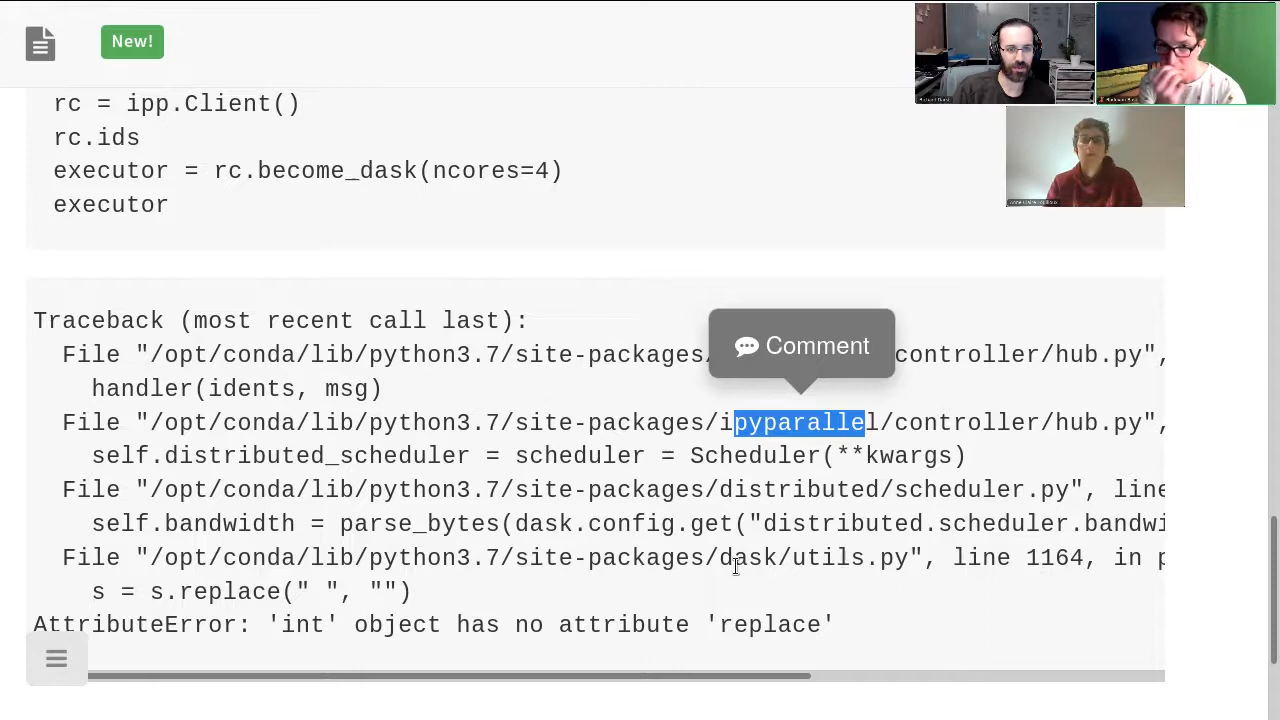 New!
rc = ipp.Client()
rc.ids
executor = rc.become_dask(ncores=4)
executor
Traceback (most recent call last):
File "/opt/conda/lib/python3.7/site-packages/ controller/hub.py",
Comment
handler(idents, msg)
File "/opt/conda/lib/python3.7/site-packages/ipyparallel/controller/hub.py",
self.distributed_scheduler = scheduler = Scheduler(**kwargs)
File "/opt/conda/lib/python3.7/site-packages/distributed/scheduler.py", line
self.bandwidth = parse_bytes(dask.config.get("distributed.scheduler.bandwi
File "/opt/conda/lib/python3.7/site-packages/dask/utils.py", line 1164, in p
s = s.replace(" ", "")
AttributeError: 'int' object has no attribute 'replace'